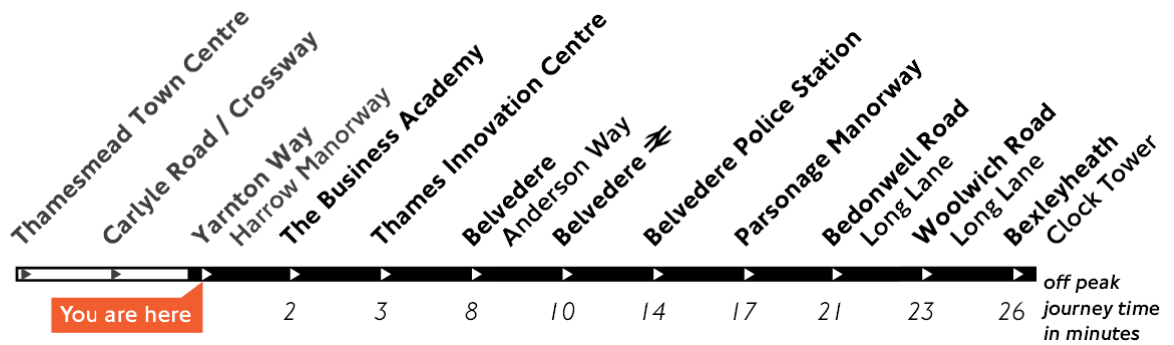 Thamesmead Town Centre
Carlyle Road / Crossway
Yarnton Way
Harrow Manorway
The Business Academy
Thames Innovation Centre
Belvedere
Anderson Way
Belvedere
Belvedere Police Station
Parsonage Manorway
Bedonwell Road
Long Lane
Woolwich Road
Long Lane
Bexleyheath
Clock Tower
You are here
2 3 8 10 14 17 21 23 26
off peak
journey time
in minutes